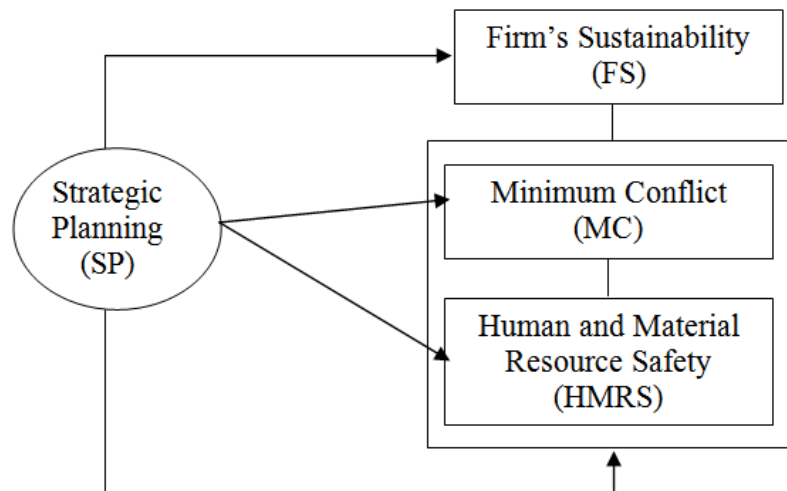 Firm's Sustainability
(FS)
Strategic
Planning
(SP)
Minimum Conflict
(MC)
Human and Material
Resource Safety
(HMRS)